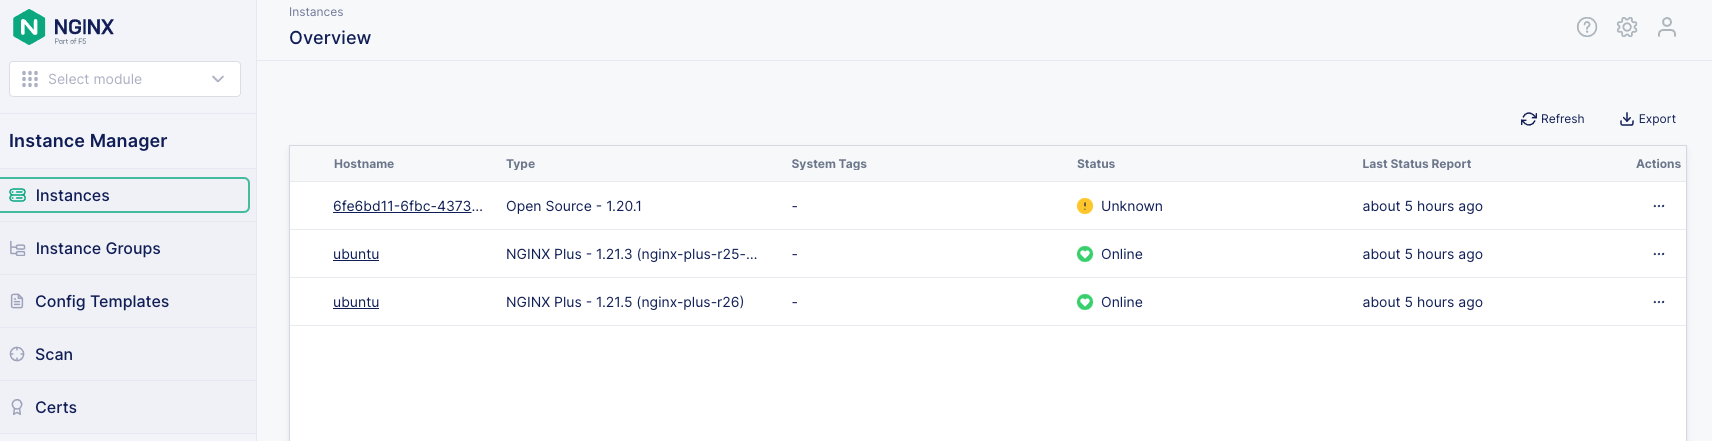 NGINX
Part of F5
Select module
Instance Manager
Instances
Instance Groups
Config Templates
Scan
Certs
Instances
Overview
Refresh Export
Hostname Type System Tags Status Last Status Report Actions
6fe6bd11-6fbc-4373... Open Source - 1.20.1 - Unknown about 5 hours ago ...
ubuntu NGINX Plus - 1.21.3 (nginx-plus-r25-... - Online about 5 hours ago ...
ubuntu NGINX Plus - 1.21.5 (nginx-plus-r26) - Online about 5 hours ago ...